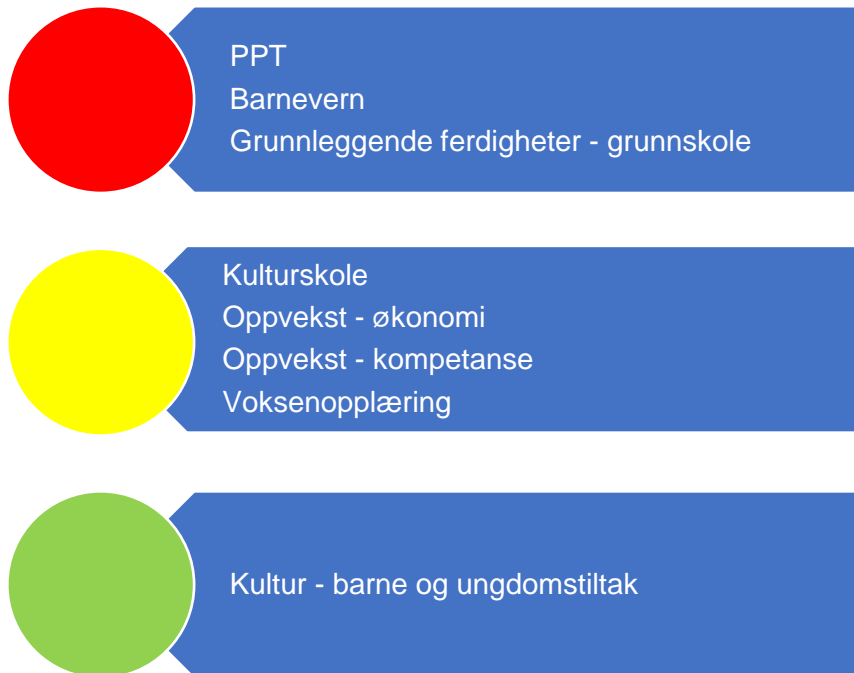 PPT
Barnevern
Grunnleggende ferdigheter - grunnskole
Kulturskole
Oppvekst - økonomi
Oppvekst - kompetanse
Voksenopplæring
Kultur - barne og ungdomstiltak